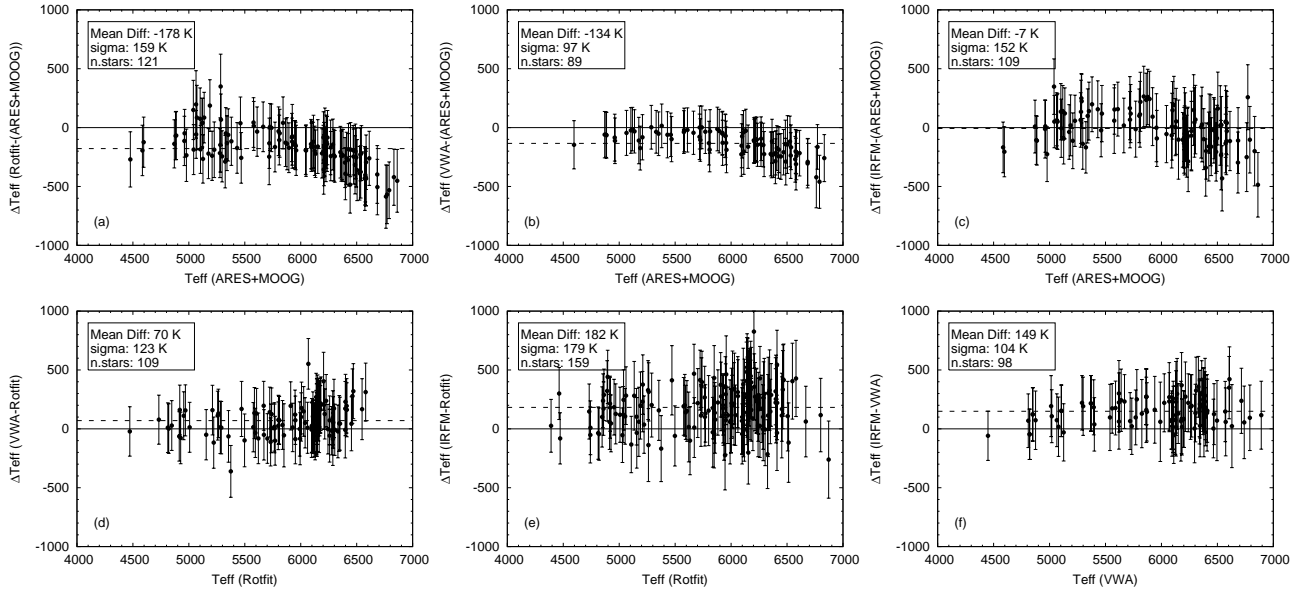 1000
500
0
-500
-1000
ΔTeff (Rotfit-(ARES+MOOG))
Mean Diff: -178 K
sigma: 159 K
n.stars: 121
(a)
4000 4500 5000 5500 6000 6500 7000
Teff (ARES+MOOG)
1000
500
0
-500
-1000
ΔTeff (VWA-(ARES+MOOG))
Mean Diff: -134 K
sigma: 97 K
n.stars: 89
(b)
4000 4500 5000 5500 6000 6500 7000
Teff (ARES+MOOG)
1000
500
0
-500
-1000
ΔTeff (IRFM-(ARES+MOOG))
Mean Diff: -7 K
sigma: 152 K
n.stars: 109
(c)
4000 4500 5000 5500 6000 6500 7000
Teff (ARES+MOOG)
1000
500
0
-500
-1000
ΔTeff (VWA-Rotfit)
Mean Diff: 70 K
sigma: 123 K
n.stars: 109
(d)
4000 4500 5000 5500 6000 6500 7000
Teff (Rotfit)
1000
500
0
-500
-1000
ΔTeff (IRFM-Rotfit)
Mean Diff: 182 K
sigma: 179 K
n.stars: 159
(e)
4000 4500 5000 5500 6000 6500 7000
Teff (Rotfit)
1000
500
0
-500
-1000
ΔTeff (IRFM-VWA)
Mean Diff: 149 K
sigma: 104 K
n.stars: 98
(f)
4000 4500 5000 5500 6000 6500 7000
Teff (VWA)